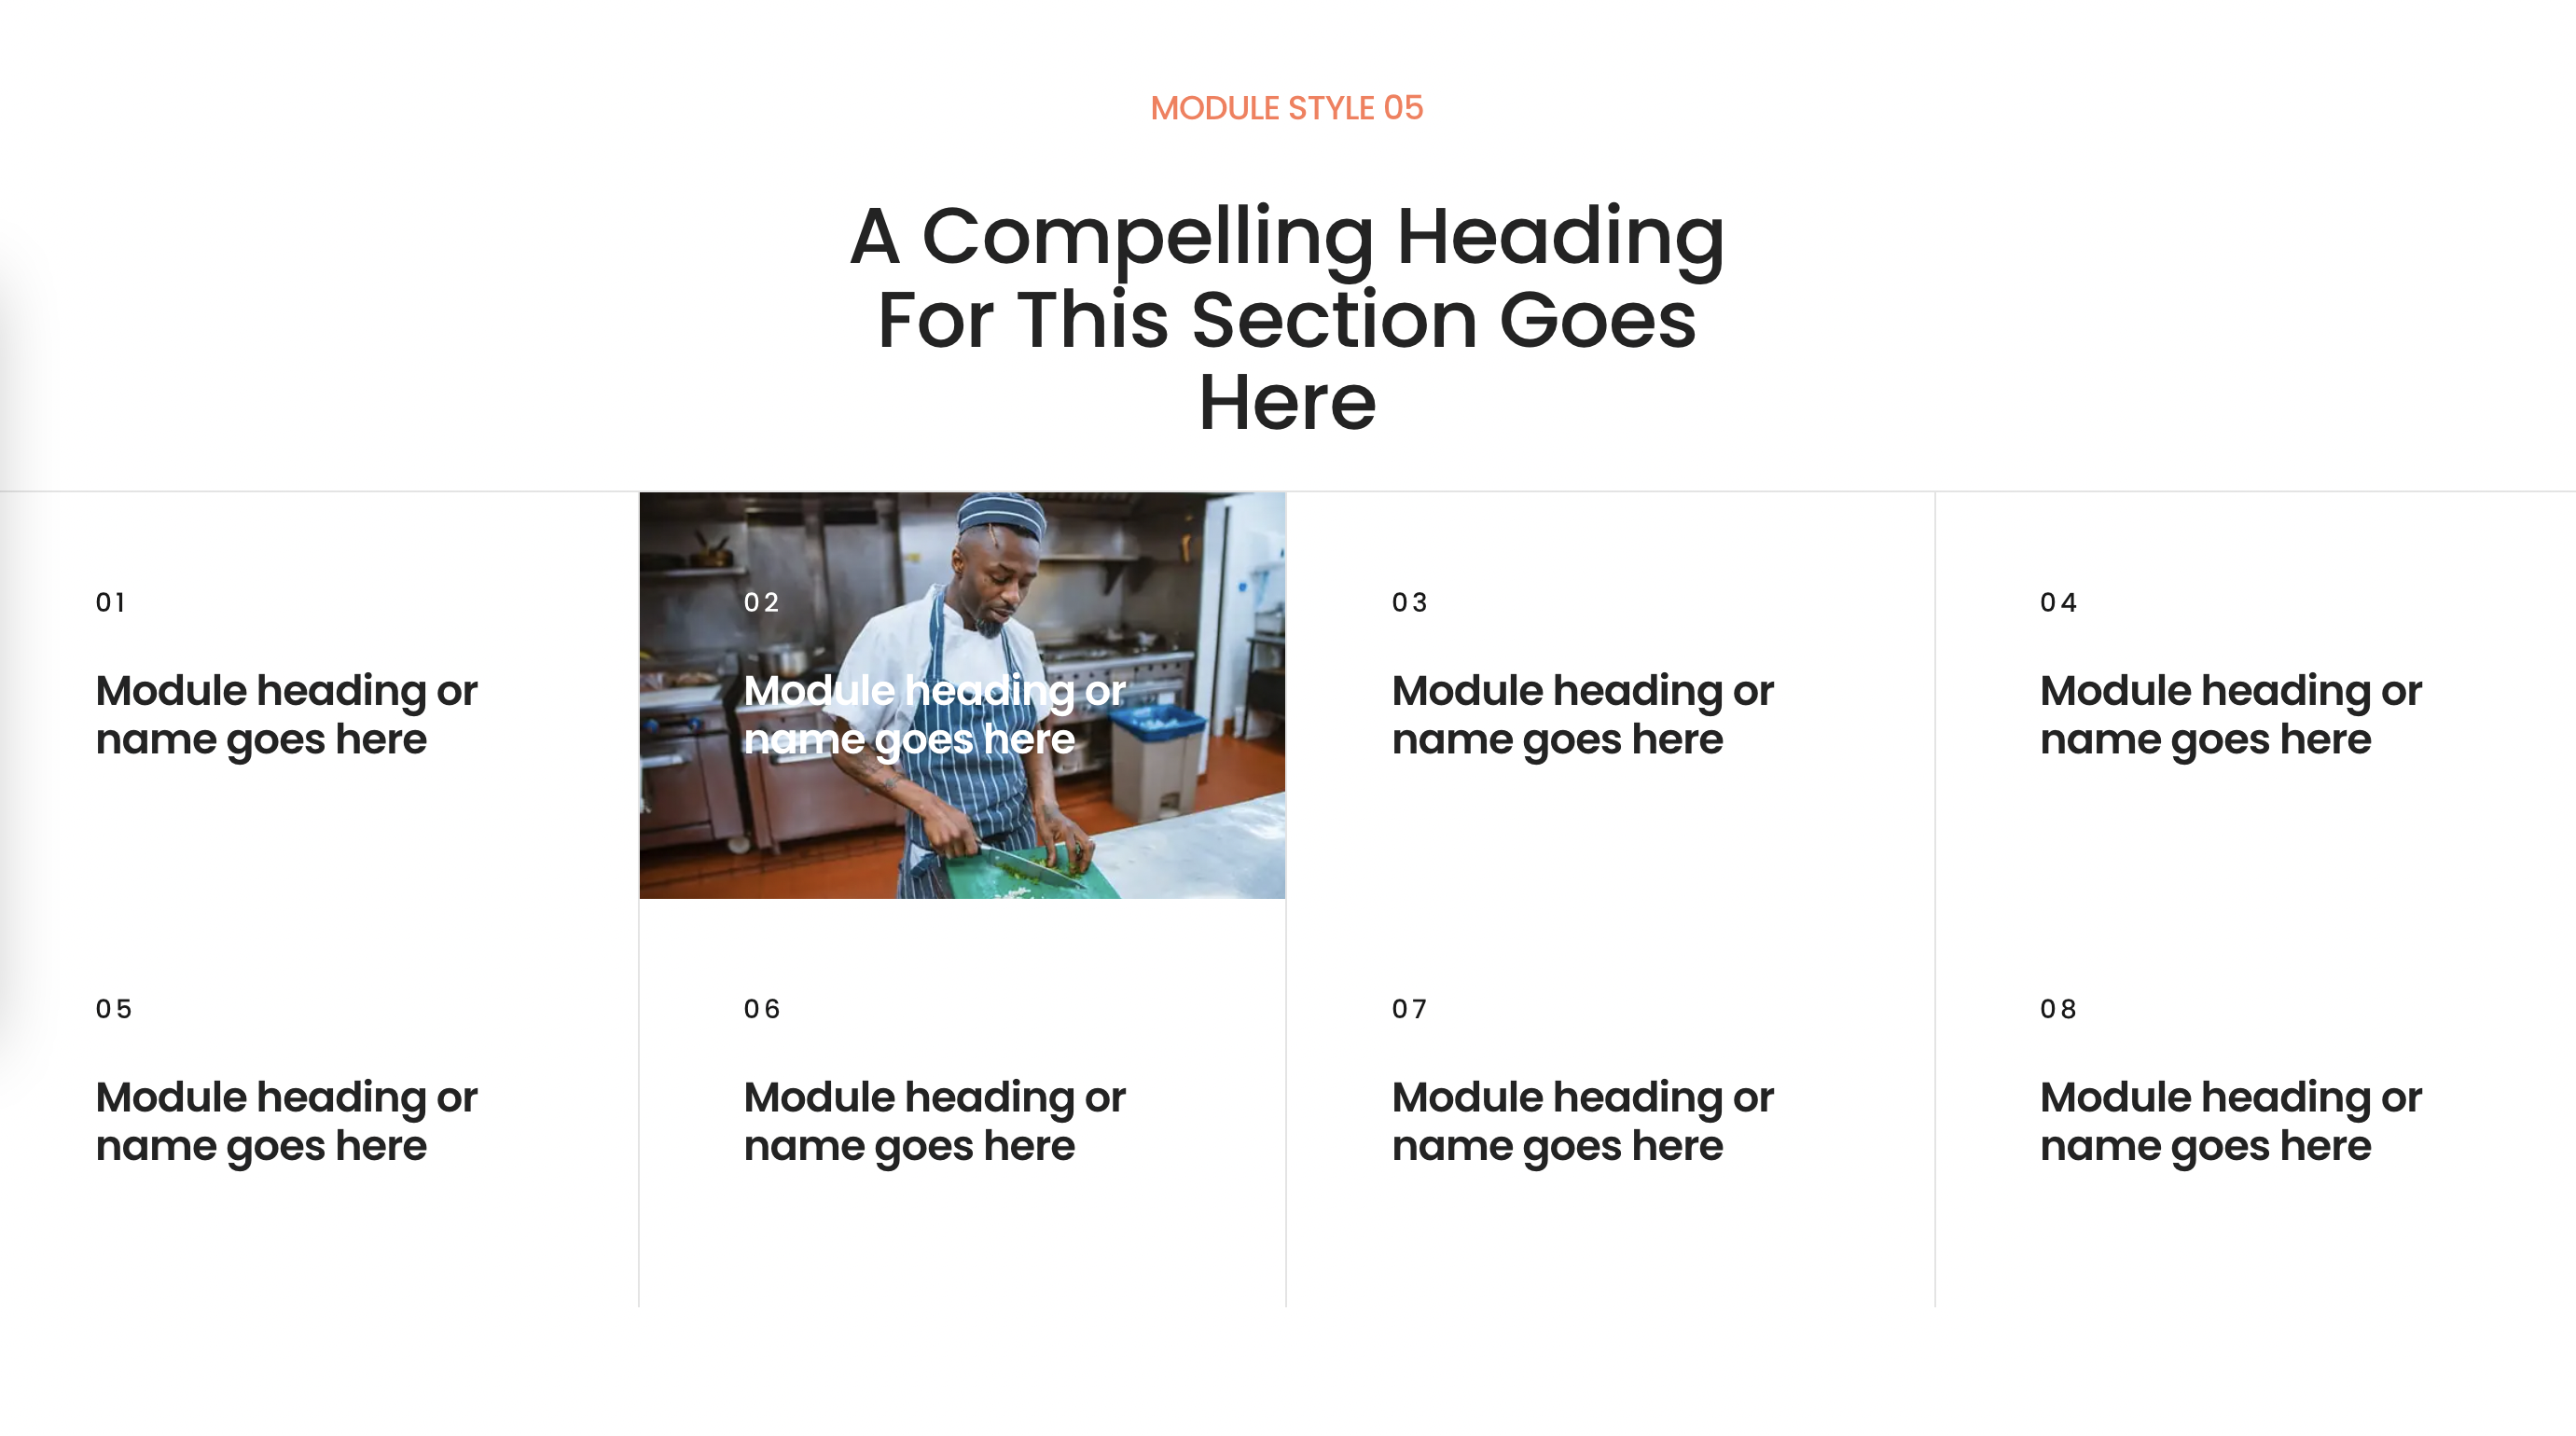 MODULE STYLE 05
A Compelling Heading
For This Section Goes
Here
01
Module heading or
name goes here
02
Module heading or
name goes here
03
Module heading or
name goes here
04
Module heading or
name goes here
05
Module heading or
name goes here
06
Module heading or
name goes here
07
Module heading or
name goes here
08
Module heading or
name goes here